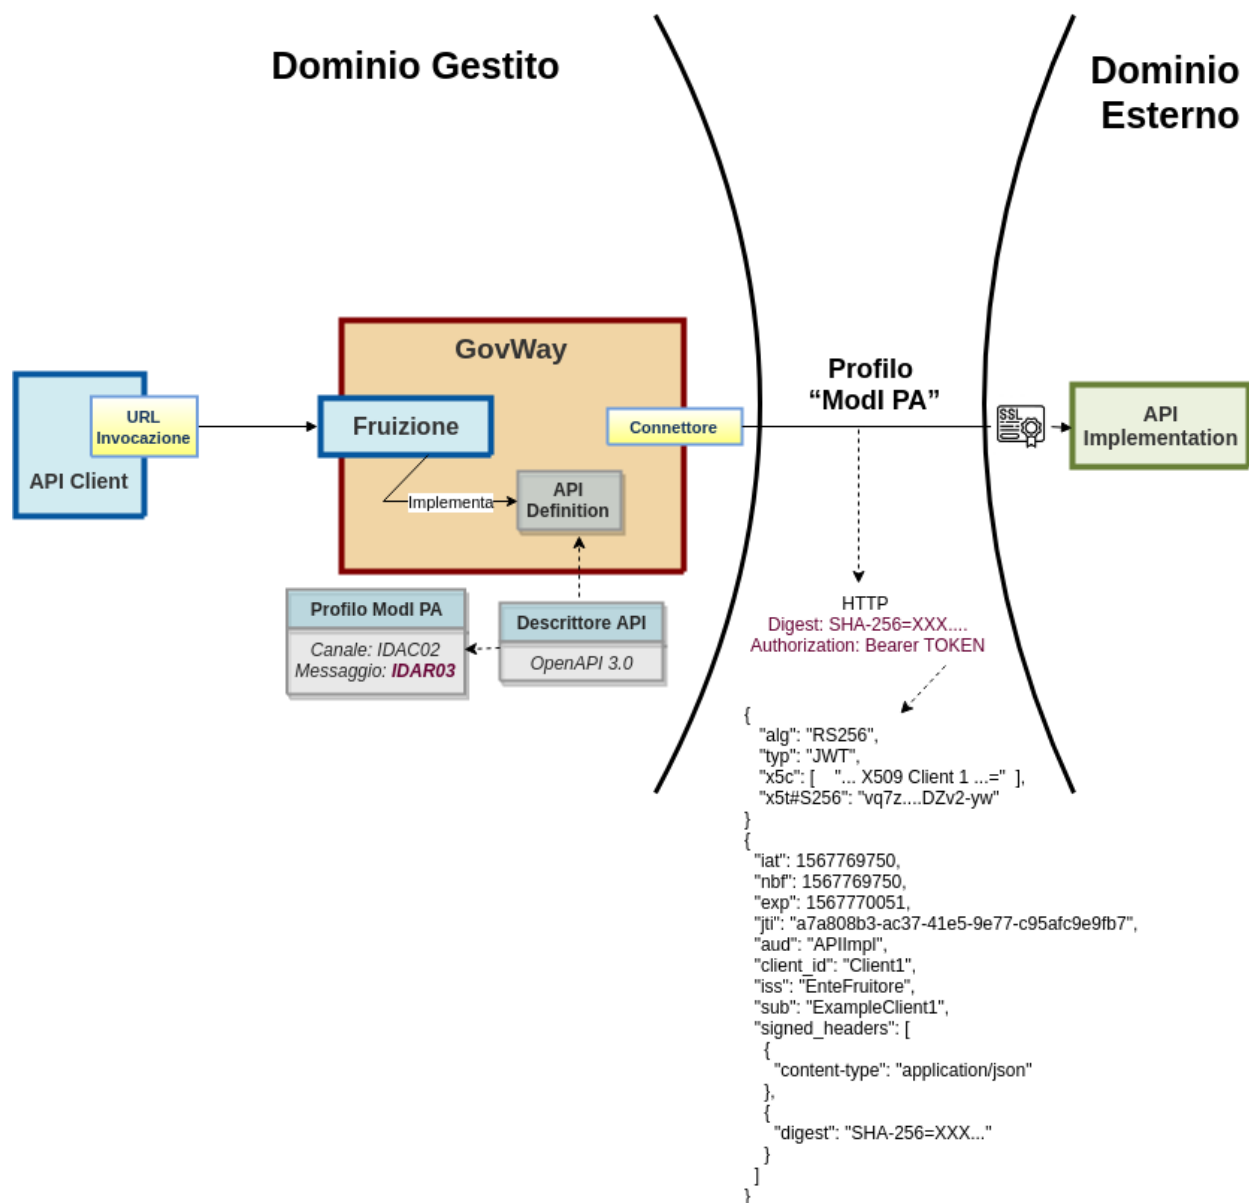 Dominio Gestito
Dominio
Esterno
GovWay
Profilo
“ModI PA”
URL
Invocazione
API Client
Fruizione
Connettore
SSL
API
Implementation
Implementa
API
Definition
Profilo ModI PA
Canale: IDAC02
Messaggio: IDAR03
Descrittore API
OpenAPI 3.0
HTTP
Digest: SHA-256=XXX....
Authorization: Bearer TOKEN
{
"alg": "RS256",
"typ": "JWT",
"x5c": [ "... X509 Client 1 ...=" ],
"x5t#S256": "vq7z....DZv2-yw"
}
{
"iat": 1567769750,
"nbf": 1567769750,
"exp": 1567770051,
"jti": "a7a808b3-ac37-41e5-9e77-c95afc9e9fb7",
"aud": "APIImpl",
"client_id": "Client1",
"iss": "EnteFruitore",
"sub": "ExampleClient1",
"signed_headers": [
{
"content-type": "application/json"
},
{
"digest": "SHA-256=XXX..."
}
]
}